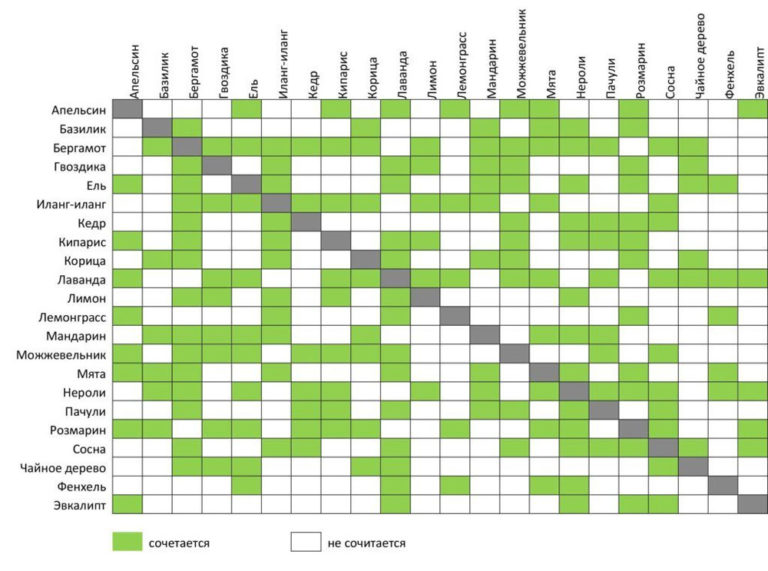 Апельсин
Базилик
Бергамот
Гвоздика
Ель
Иланг-иланг
Кедр
Кипарис
Корица
Лаванда
Лимон
Лемонграсс
Мандарин
Можжевельник
Мята
Нероли
Пачули
Розмарин
Сосна
Чайное дерево
Фенхель
Эвкалипт
Апельсин
Базилик
Бергамот
Гвоздика
Ель
Иланг-иланг
Кедр
Кипарис
Корица
Лаванда
Лимон
Лемонграсс
Мандарин
Можжевельник
Мята
Нероли
Пачули
Розмарин
Сосна
Чайное дерево
Фенхель
Эвкалипт
сочетается
не сочитается